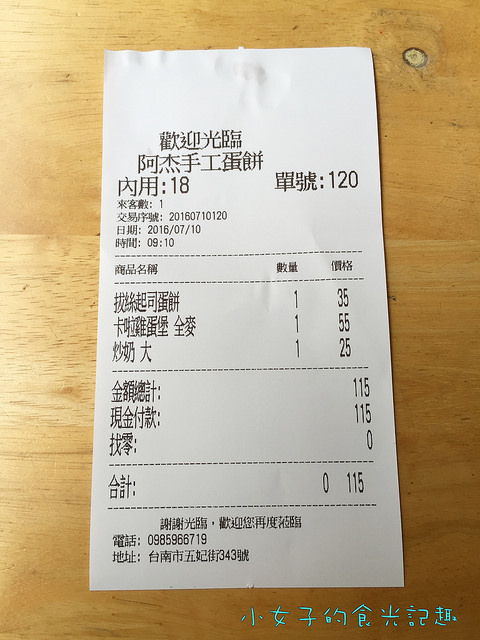 歡迎光臨
阿杰手工蛋餅
內用:18 單號:120
來客數: 1
交易序號: 20160710120
日期: 2016/07/10
時間: 09:10
商品名稱 數量 價格
拔絲起司蛋餅 1 35
卡啦雞蛋堡 全麥 1 55
炒奶 大 1 25
金額總計: 115
現金付款: 115
找零: 0
合計: 0 115
謝謝光臨，歡迎您再度蒞臨
電話: 0985966719
地址: 台南市五妃街343號
小女子的食光記趣